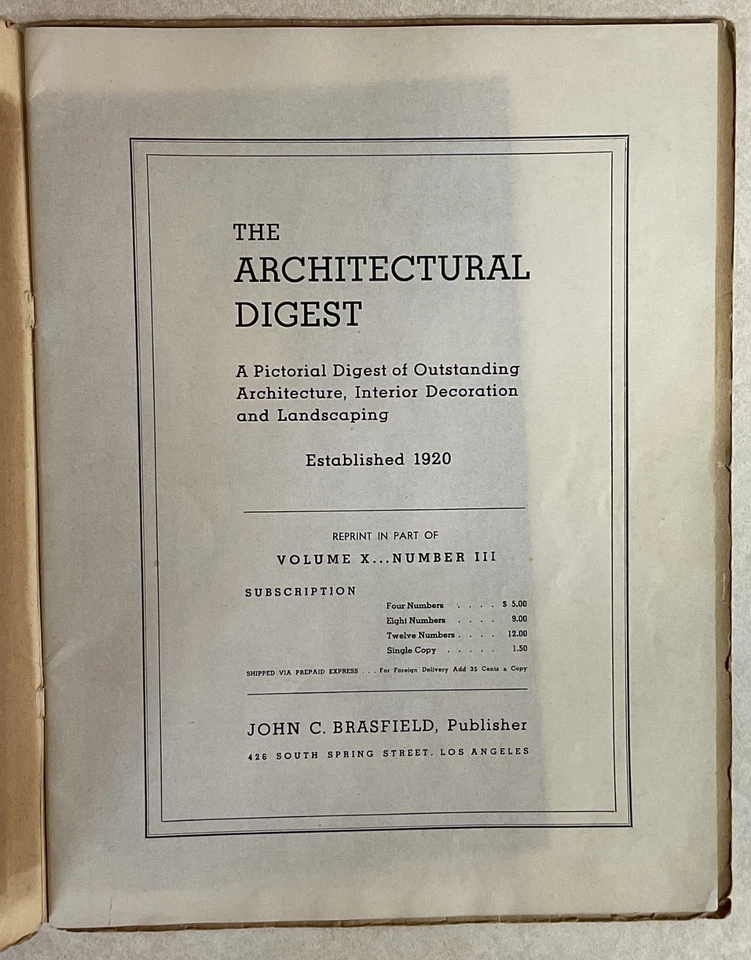 THE
ARCHITECTURAL
DIGEST
A Pictorial Digest of Outstanding
Architecture, Interior Decoration
and Landscaping
Established 1920
REPRINT IN PART OF
VOLUME X...NUMBER III
SUBSCRIPTION
Four Numbers . . . . $ 5.00
Eight Numbers . . . . 9.00
Twelve Numbers . . . . 12.00
Single Copy . . . . . 1.50
SHIPPED VIA PREPAID EXPRESS . . . For Foreign Delivery Add 35 Cents a Copy
JOHN C. BRASFIELD, Publisher
426 SOUTH SPRING STREET, LOS ANGELES